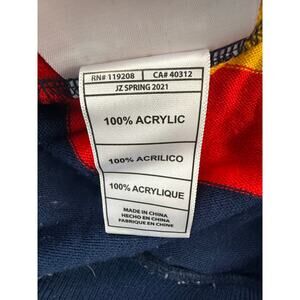 RN# 119208 CA# 40312
JZ SPRING 2021
100% ACRYLIC
100% ACRILICO
100% ACRYLIQUE
MADE IN CHINA
HECHO EN CHINA
FABRIQUE EN CHINE